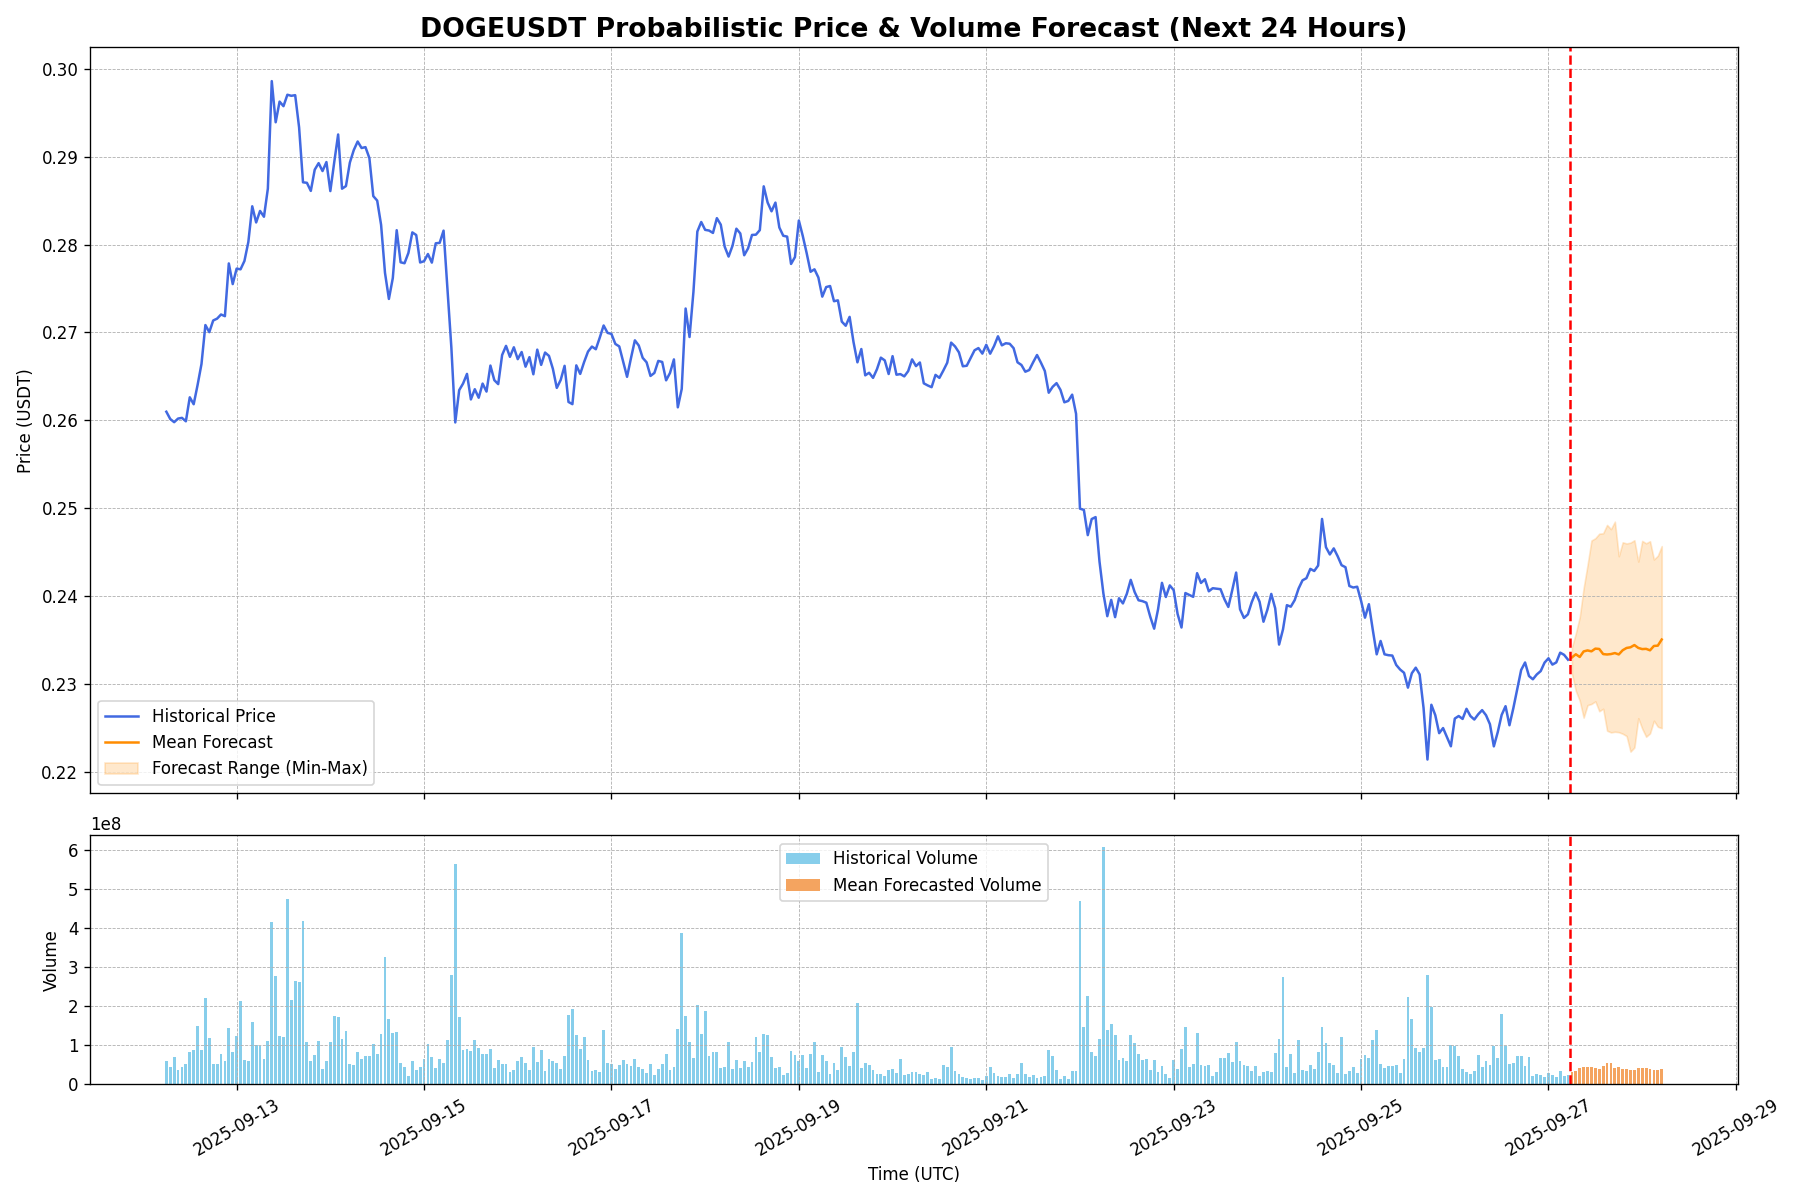 DOGEUSDT Probabilistic Price & Volume Forecast (Next 24 Hours)
0.30
0.29
0.28
0.27
0.26
0.25
0.24
0.23
0.22
Price (USDT)
Historical Price
Mean Forecast
Forecast Range (Min-Max)
1e8
6
5
4
3
2
1
0
Volume
Historical Volume
Mean Forecasted Volume
2025-09-13
2025-09-15
2025-09-17
2025-09-19
2025-09-21
2025-09-23
2025-09-25
2025-09-27
2025-09-29
Time (UTC)